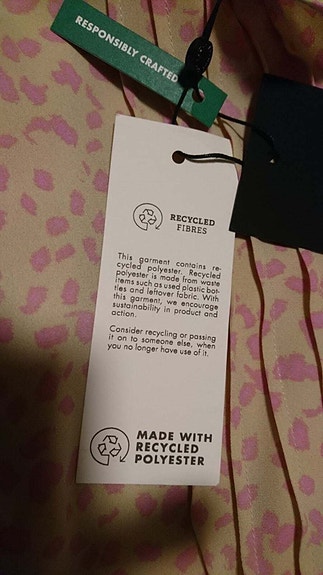 RESPONSIBLY CRAFTED
RECYCLED
FIBRES
This garment contains re-
cycled polyester. Recycled
polyester is made from waste
items such as used plastic bot-
tles and leftover fabric. With
this garment, we encourage
sustainability in product and
action.
Consider recycling or passing
it on to someone else, when
you no longer have use of it.
MADE WITH
RECYCLED
POLYESTER